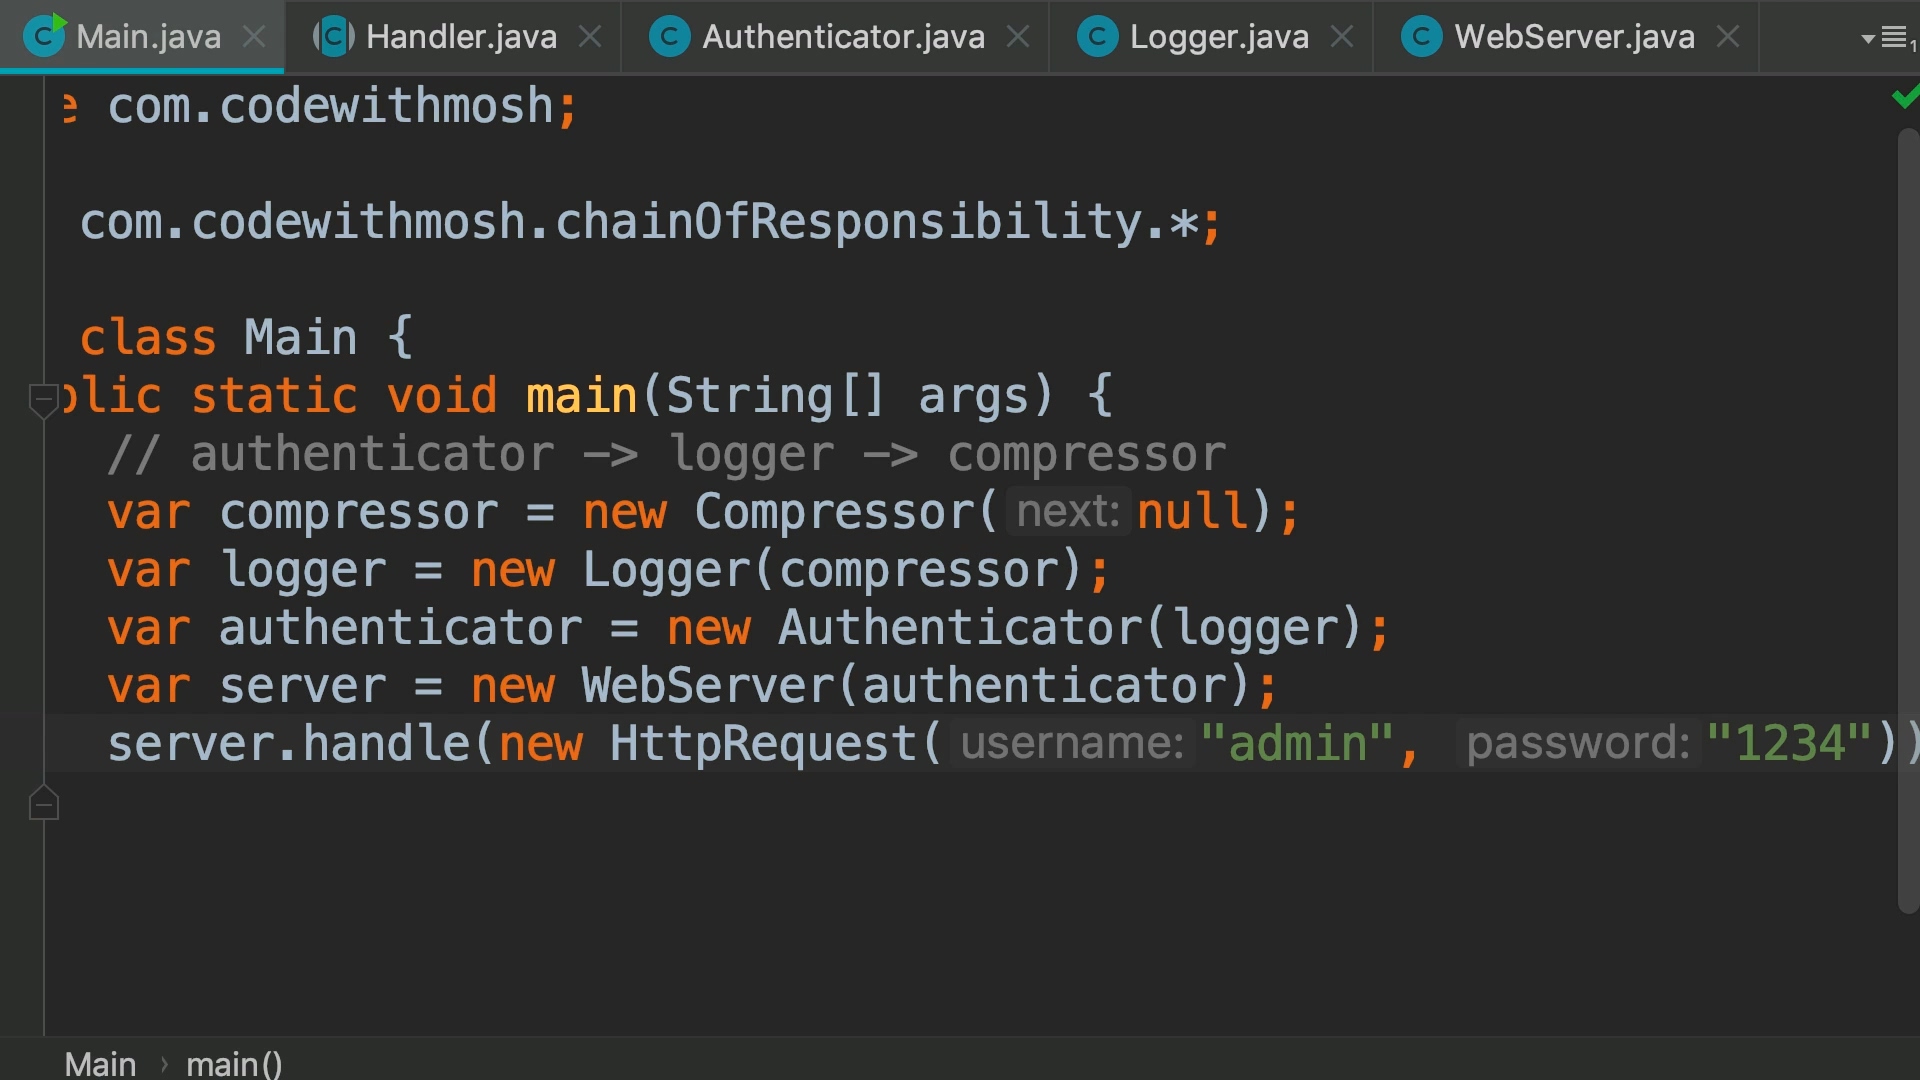 Main.java
Handler.java
Authenticator.java
Logger.java
WebServer.java
e com.codewithmosh;
com.codewithmosh.chainOfResponsibility.*;
class Main {
blic static void main(String[] args) {
// authenticator -> logger -> compressor
var compressor = new Compressor( next: null);
var logger = new Logger(compressor);
var authenticator = new Authenticator(logger);
var server = new WebServer(authenticator);
server.handle(new HttpRequest( username: "admin", password: "1234"))
Main › main()